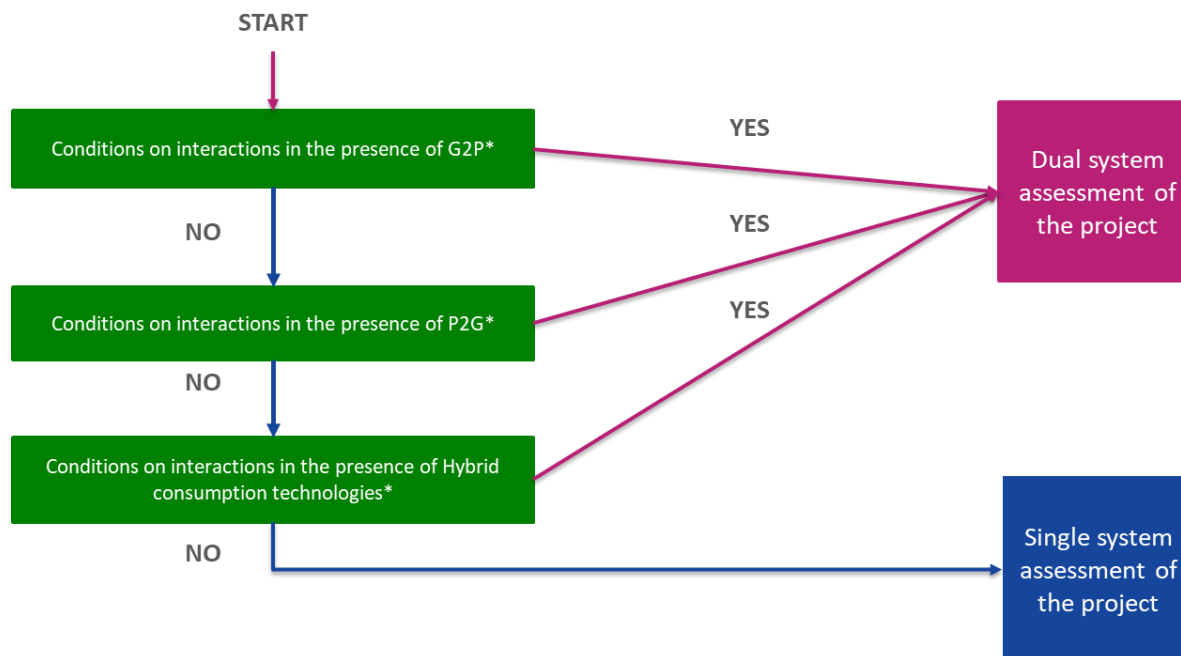 START
Conditions on interactions in the presence of G2P*
YES
Dual system
assessment of
the project
NO
YES
Conditions on interactions in the presence of P2G*
YES
NO
Conditions on interactions in the presence of Hybrid
consumption technologies*
NO
Single system
assessment of
the project